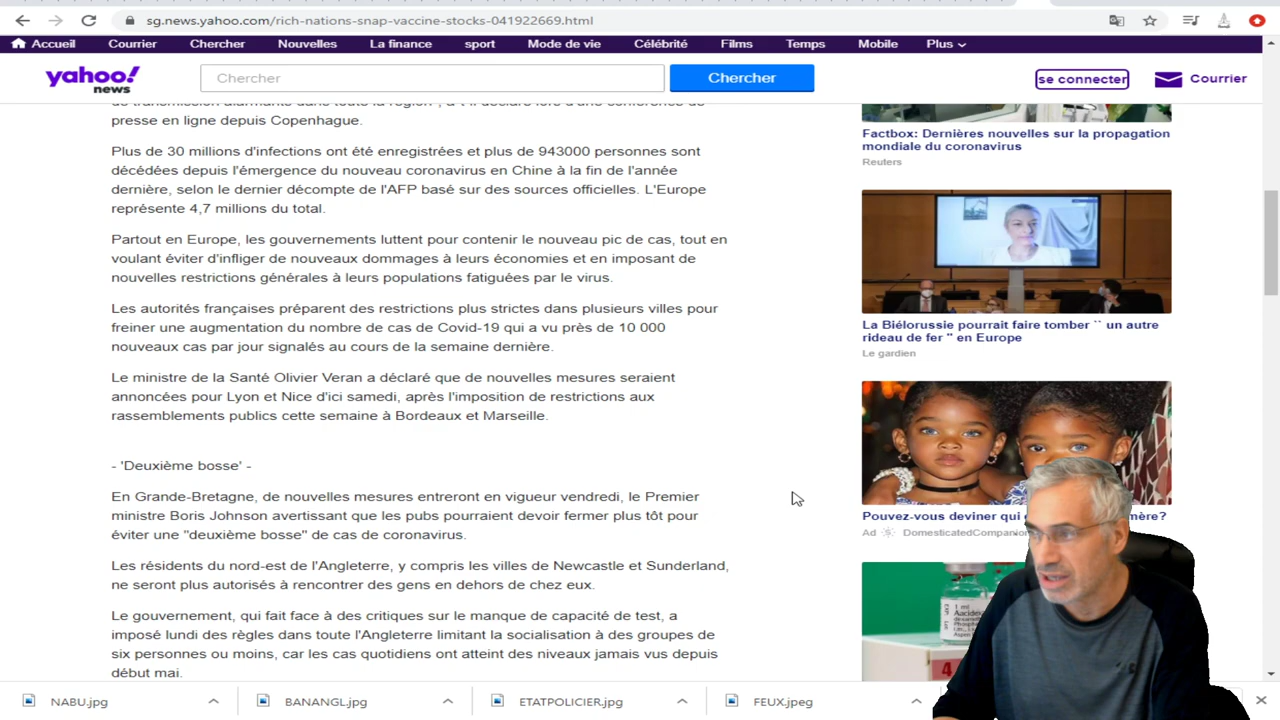 sg.news.yahoo.com/rich-nations-snap-vaccine-stocks-041922669.html
Accueil Courrier Chercher Nouvelles La finance sport Mode de vie Célébrité Films Temps Mobile Plus
yahoo!
news
Chercher
Chercher
se connecter
Courrier
presse en ligne depuis Copenhague.
Plus de 30 millions d'infections ont été enregistrées et plus de 943000 personnes sont
décédées depuis l'émergence du nouveau coronavirus en Chine à la fin de l'année
dernière, selon le dernier décompte de l'AFP basé sur des sources officielles. L'Europe
représente 4,7 millions du total.
Partout en Europe, les gouvernements luttent pour contenir le nouveau pic de cas, tout en
voulant éviter d'infliger de nouveaux dommages à leurs économies et en imposant de
nouvelles restrictions générales à leurs populations fatiguées par le virus.
Les autorités françaises préparent des restrictions plus strictes dans plusieurs villes pour
freiner une augmentation du nombre de cas de Covid-19 qui a vu près de 10 000
nouveaux cas par jour signalés au cours de la semaine dernière.
Le ministre de la Santé Olivier Veran a déclaré que de nouvelles mesures seraient
annoncées pour Lyon et Nice d'ici samedi, après l'imposition de restrictions aux
rassemblements publics cette semaine à Bordeaux et Marseille.
- 'Deuxième bosse' -
En Grande-Bretagne, de nouvelles mesures entreront en vigueur vendredi, le Premier
ministre Boris Johnson avertissant que les pubs pourraient devoir fermer plus tôt pour
éviter une "deuxième bosse" de cas de coronavirus.
Les résidents du nord-est de l'Angleterre, y compris les villes de Newcastle et Sunderland,
ne seront plus autorisés à rencontrer des gens en dehors de chez eux.
Le gouvernement, qui fait face à des critiques sur le manque de capacité de test, a
imposé lundi des règles dans toute l'Angleterre limitant la socialisation à des groupes de
six personnes ou moins, car les cas quotidiens ont atteint des niveaux jamais vus depuis
début mai.
Factbox: Dernières nouvelles sur la propagation
mondiale du coronavirus
Reuters
La Biélorussie pourrait faire tomber `` un autre
rideau de fer '' en Europe
Le gardien
Pouvez-vous deviner qui
Ad
NABU.jpg
BANANGL.jpg
ETATPOLICIER.jpg
FEUX.jpeg